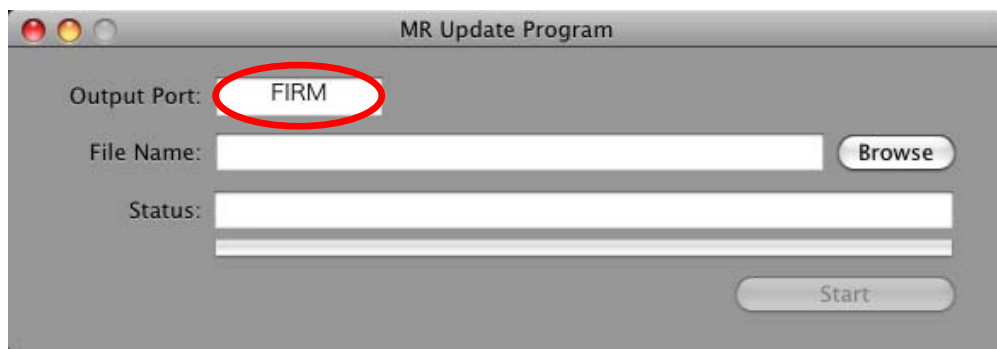 MR Update Program
Output Port: FIRM
File Name: Browse
Status:
Start